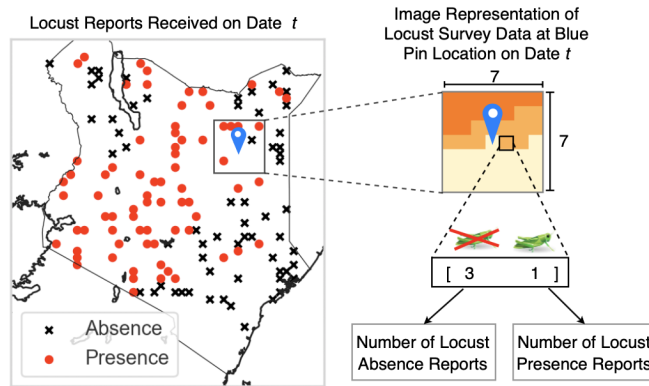 Locust Reports Received on Date t
Image Representation of
Locust Survey Data at Blue
Pin Location on Date t
7
7
[ 3 1 ]
Absence
Presence
Number of Locust
Absence Reports
Number of Locust
Presence Reports